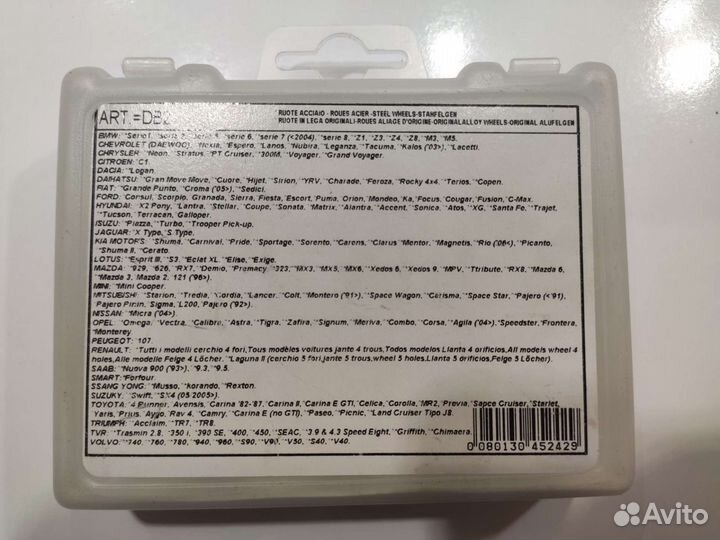 ART.=DB2
RUOTE ACCIAIO - ROUES ACIER -STEEL WHEELS-STAHFELGEN
RUOTE IN LEGA ORIGINALI-ROUES ALIAGE D'ORIGINE-ORIGINAL ALLOY WHEELS-ORIGINAL ALUFELGEN
BMW: serie 6, serie 7 (<2004), *serie 8, *Z1, *Z3, *Z4, *Z8, *M3, *M5.
CHEVROLET (DAEWOO): *Nexia, *Espero, *Lanos, *Nubira, *Leganza, *Tacuma, *Kalos ('03>), *Lacetti.
CHRYSLER: *Neon, *Stratus, *PT Cruiser, *300M, *Voyager, *Grand Voyager.
CITROEN: *C1.
DACIA: *Logan.
DAIHATSU: *Gran Move Move, *Cuore, *Hijet, *Sirion, *YRV, *Charade, *Feroza, *Rocky 4x4, *Terios, *Copen.
FIAT: *Grande Punto, *Croma ('05>), *Sedici.
FORD: Consul, Scorpio, Granada, Sierra, Fiesta, Escort, Puma, Orion, Mondeo, Ka, Focus, Cougar, Fusion, C-Max.
HYUNDAI: *X2 Pony, *Lantra, *Stellar, *Coupe, *Sonata, *Matrix, *Alantra, *Accent, *Sonica, *Atos, *XG, *Santa Fe, *Trajet,
*Tucson, Terracan, Galloper.
ISUZU: *Piazza, *Turbo, *Trooper Pick-up.
JAGUAR: *X Type, S Type.
KIA MOTOR'S: *Shuma, *Carnival, *Pride, *Sportage, *Sorento, *Carens, *Clarus *Mentor, *Magnetis, *Rio ('06<), *Picanto,
*Shuma II, *Cerato.
LOTUS: *Esprit III, *S3, *Eclat XL, *Elise, *Exige.
MAZDA: *929, *626, *RX7, *Demio, *Premacy, *323, *MX3, *MX5, *MX6, *Xedos 6, *Xedos 9, *MPV, *Ttribute, *RX8, *Mazda 6,
*Mazda 3, Mazda 2, 121 ('96>).
MINI: *Mini Cooper.
MITSUBISHI: *Starion, *Tredia, *Cordia, *Lancer, *Colt, *Montero ('91>), *Space Wagon, *Carisma, *Space Star, *Pajero (<'91),
Pajero Pinin, Sigma, L200, Pajero ('92>).
NISSAN: *Micra ('04>).
OPEL: *Omega, *Vectra, *Calibra, *Astra, *Tigra, *Zafira, *Signum, *Meriva, *Combo, *Corsa, *Agila ('04>), *Speedster, Frontera,
Monterey.
PEUGEOT: *107.
RENAULT: *Tutti i modelli cerchio 4 fori, Tous modèles voitures jante 4 trous, Todos modelos Llanta 4 orificios, All models wheel 4
holes, Alle modelle Felge 4 Löcher. *Laguna II (cerchio 5 fori, jante 5 trous, wheel 5 holes, Llanta 5 orificios, Felge 5 Löcher).
SAAB: *Nuova 900 ('93>), *9.3, *9.5.
SMART: *Forfour.
SSANG YONG: *Musso, *korando, *Rexton.
SUZUKY: *Swift, *SX4 (05/2005>).
TOYOTA: *4 Runner, Avensis, Carina '82-'87, *Carina II, *Carina E GTI, Celica, Corolla, MR2, Previa, Sapce Cruiser, *Starlet,
Yaris, Prius, Aygo, Rav 4, *Camry, *Carina E (no GTI), *Paseo, *Picnic, *Land Cruiser Tipo J8.
TRIUMPH: *Acclaim, *TR7, *TR8.
TVR: *Trasmin 2.8, *350 i, *390 SE, *400, *450, *SEAC, *3.9 & 4.3 Speed Eight, *Griffith, *Chimaera.
VOLVO: *740, *760, *780, *940, *960, *S90, *V90, *V50, *S40, *V40.
0 080130 452429
Avito